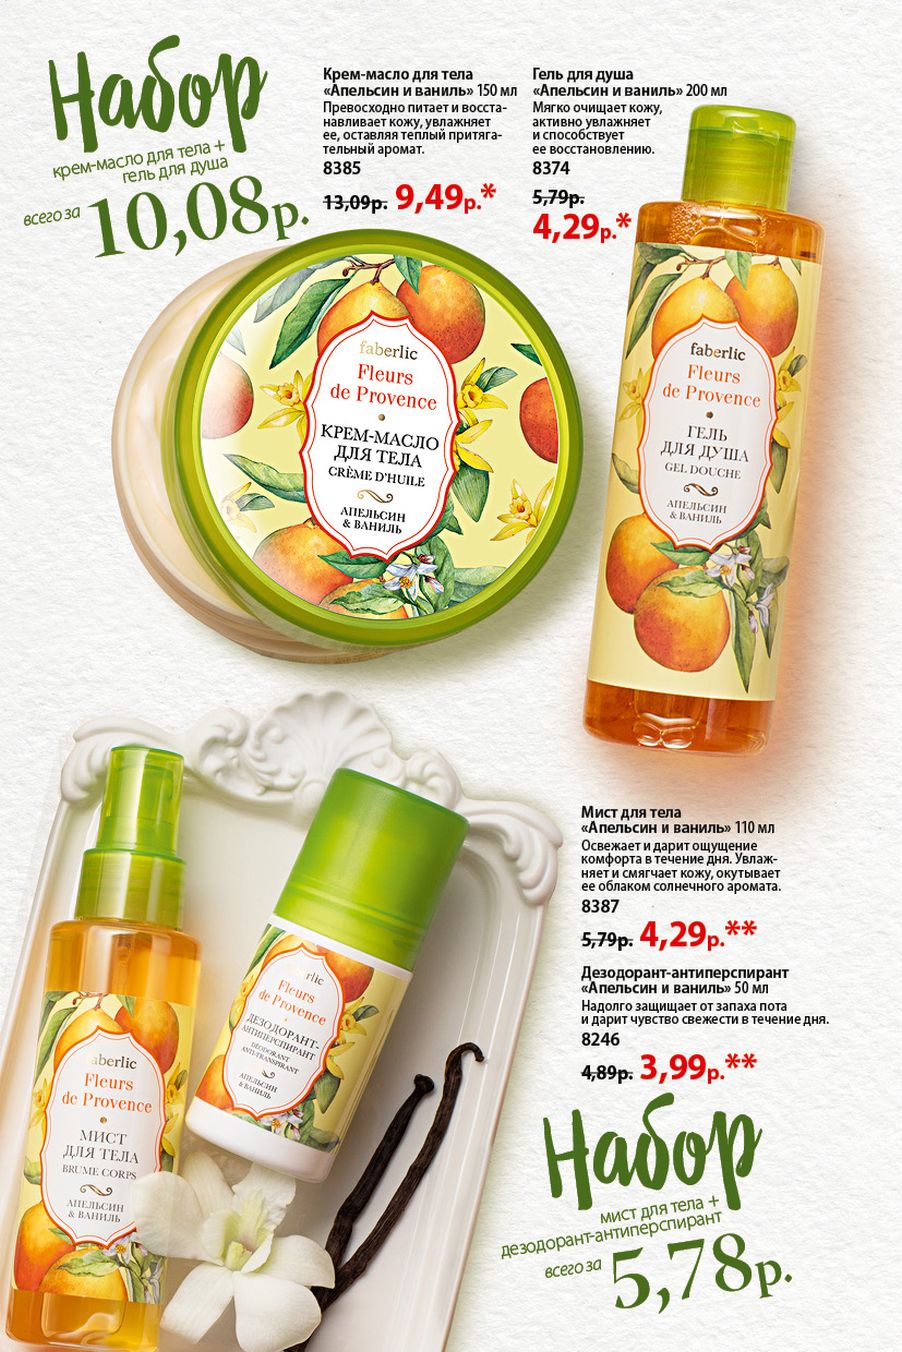 Набор
крем-масло для тела +
гель для душа
всего за 10,08р.
Крем-масло для тела
«Апельсин и ваниль» 150 мл
Превосходно питает и восста-
навливает кожу, увлажняет
ее, оставляя теплый притяга-
тельный аромат.
8385
13,09р. 9,49р.*
Гель для душа
«Апельсин и ваниль» 200 мл
Мягко очищает кожу,
активно увлажняет
и способствует
ее восстановлению.
8374
5,79р.
4,29р.*
faberlic
Fleurs
de Provence
КРЕМ-МАСЛО
ДЛЯ ТЕЛА
CRÈME D'HUILE
АПЕЛЬСИН
& ВАНИЛЬ
faberlic
Fleurs
de Provence
ГЕЛЬ
ДЛЯ ДУША
GEL DOUCHE
АПЕЛЬСИН
& ВАНИЛЬ
Мист для тела
«Апельсин и ваниль» 110 мл
Освежает и дарит ощущение
комфорта в течение дня. Увлаж-
няет и смягчает кожу, окутывает
ее облаком солнечного аромата.
8387
5,79р. 4,29р.**
Дезодорант-антиперспирант
«Апельсин и ваниль» 50 мл
Надолго защищает от запаха пота
и дарит чувство свежести в течение дня.
8246
4,89р. 3,99р.**
faberlic
Fleurs
de Provence
ДЕЗОДОРАНТ-
АНТИПЕРСПИРАНТ
DÉODORANT
ANTI-TRANSPIRANT
АПЕЛЬСИН
& ВАНИЛЬ
faberlic
Fleurs
de Provence
МИСТ
ДЛЯ ТЕЛА
BRUME CORPS
АПЕЛЬСИН
& ВАНИЛЬ
Набор
мист для тела +
дезодорант-антиперспирант
всего за 5,78р.